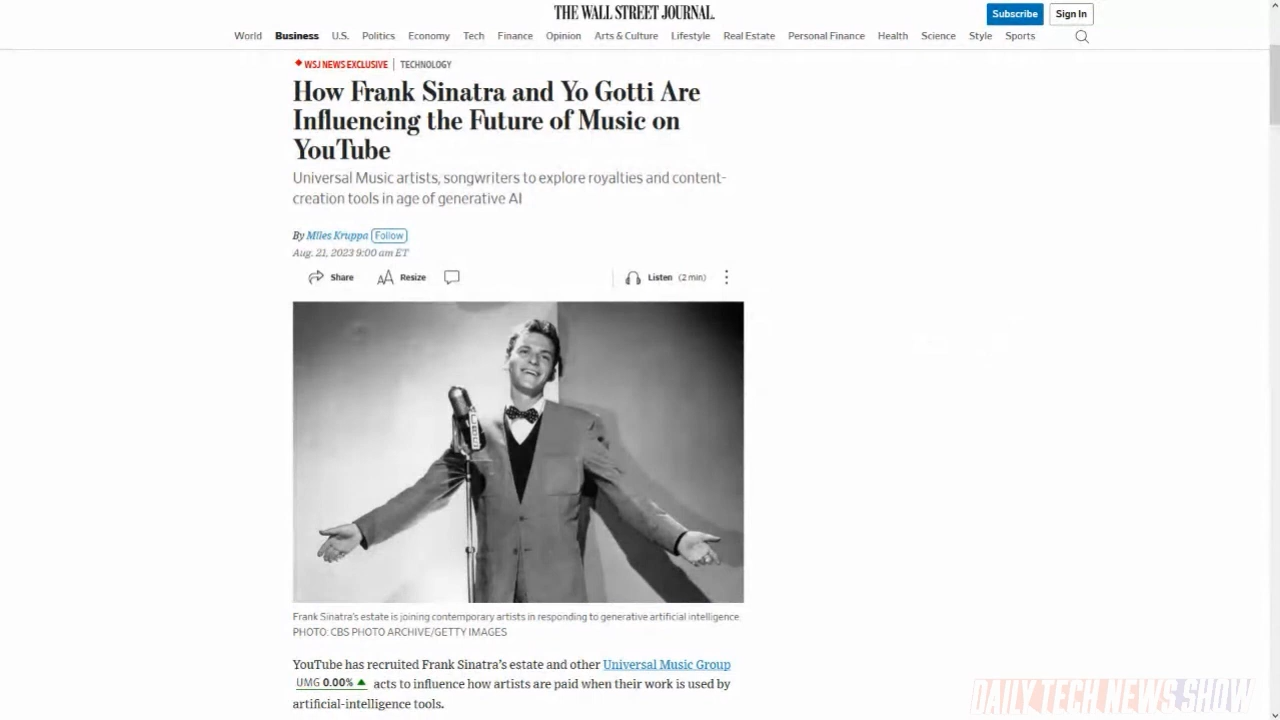 THE WALL STREET JOURNAL.
Subscribe
Sign In
World Business U.S. Politics Economy Tech Finance Opinion Arts & Culture Lifestyle Real Estate Personal Finance Health Science Style Sports
WSJ NEWS EXCLUSIVE | TECHNOLOGY
How Frank Sinatra and Yo Gotti Are
Influencing the Future of Music on
YouTube
Universal Music artists, songwriters to explore royalties and content-
creation tools in age of generative AI
By Miles Kruppa Follow
Aug. 21, 2023 9:00 am ET
Share AA Resize
Listen (2 min)
Frank Sinatra's estate is joining contemporary artists in responding to generative artificial intelligence
PHOTO: CBS PHOTO ARCHIVE/GETTY IMAGES
YouTube has recruited Frank Sinatra's estate and other Universal Music Group
UMG 0.00% acts to influence how artists are paid when their work is used by
artificial-intelligence tools.
DAILY TECH NEWS SHOW